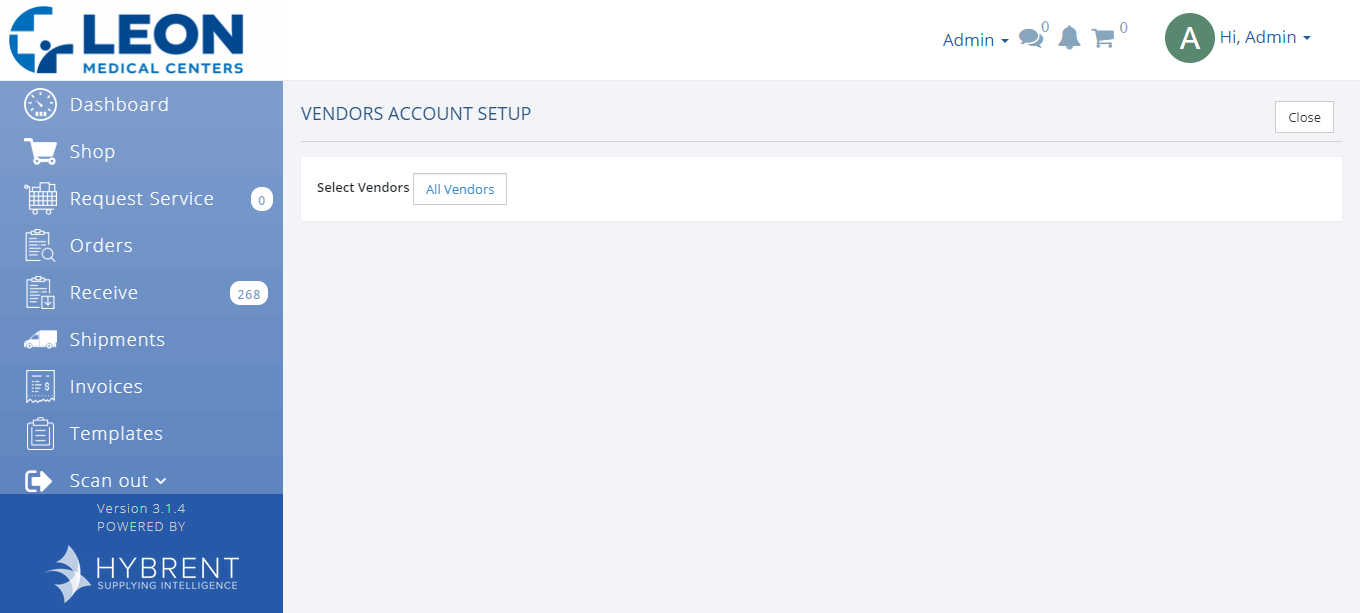 LEON
MEDICAL CENTERS
Admin
0
0
A
Hi, Admin
Dashboard
Shop
Request Service
0
Orders
Receive
268
Shipments
Invoices
Templates
Scan out
Version 3.1.4
POWERED BY
HYBRENT
SUPPLYING INTELLIGENCE
VENDORS ACCOUNT SETUP
Close
Select Vendors All Vendors